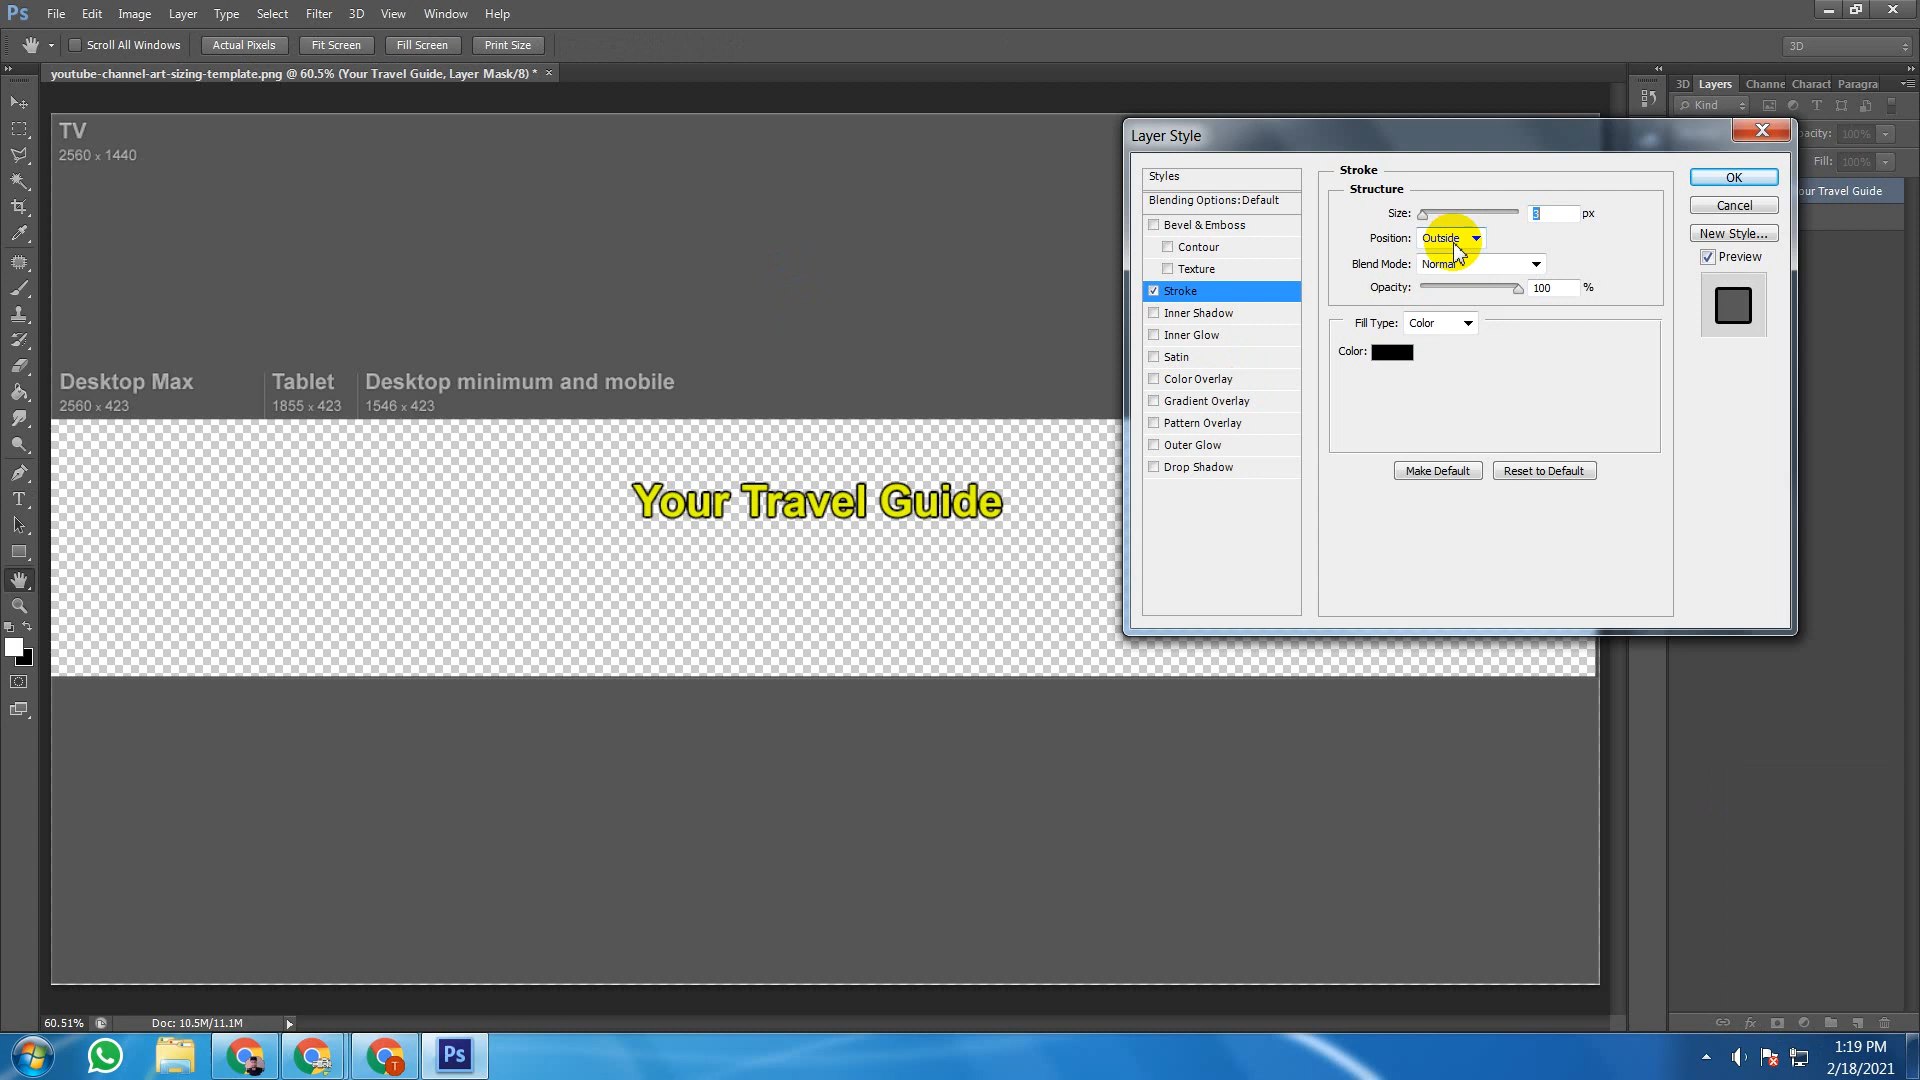 Ps File Edit Image Layer Type Select Filter 3D View Window Help
Scroll All Windows Actual Pixels Fit Screen Fill Screen Print Size 3D
youtube-channel-art-sizing-template.png @ 60.5% (Your Travel Guide, Layer Mask/8) * ×
3D Layers Channe Charact Paragra
Kind
pacity: 100%
Fill: 100%
our Travel Guide
TV
2560 x 1440
Desktop Max Tablet Desktop minimum and mobile
2560 x 423 1855 x 423 1546 x 423
Your Travel Guide
Layer Style
Styles
Blending Options: Default
Bevel & Emboss
Contour
Texture
Stroke
Inner Shadow
Inner Glow
Satin
Color Overlay
Gradient Overlay
Pattern Overlay
Outer Glow
Drop Shadow
Stroke
Structure
Size: 3 px
Position: Outside
Blend Mode: Normal
Opacity: 100 %
Fill Type: Color
Color:
Make Default Reset to Default
OK
Cancel
New Style...
Preview
60.51% Doc: 10.5M/11.1M
T Ps
1:19 PM
2/18/2021